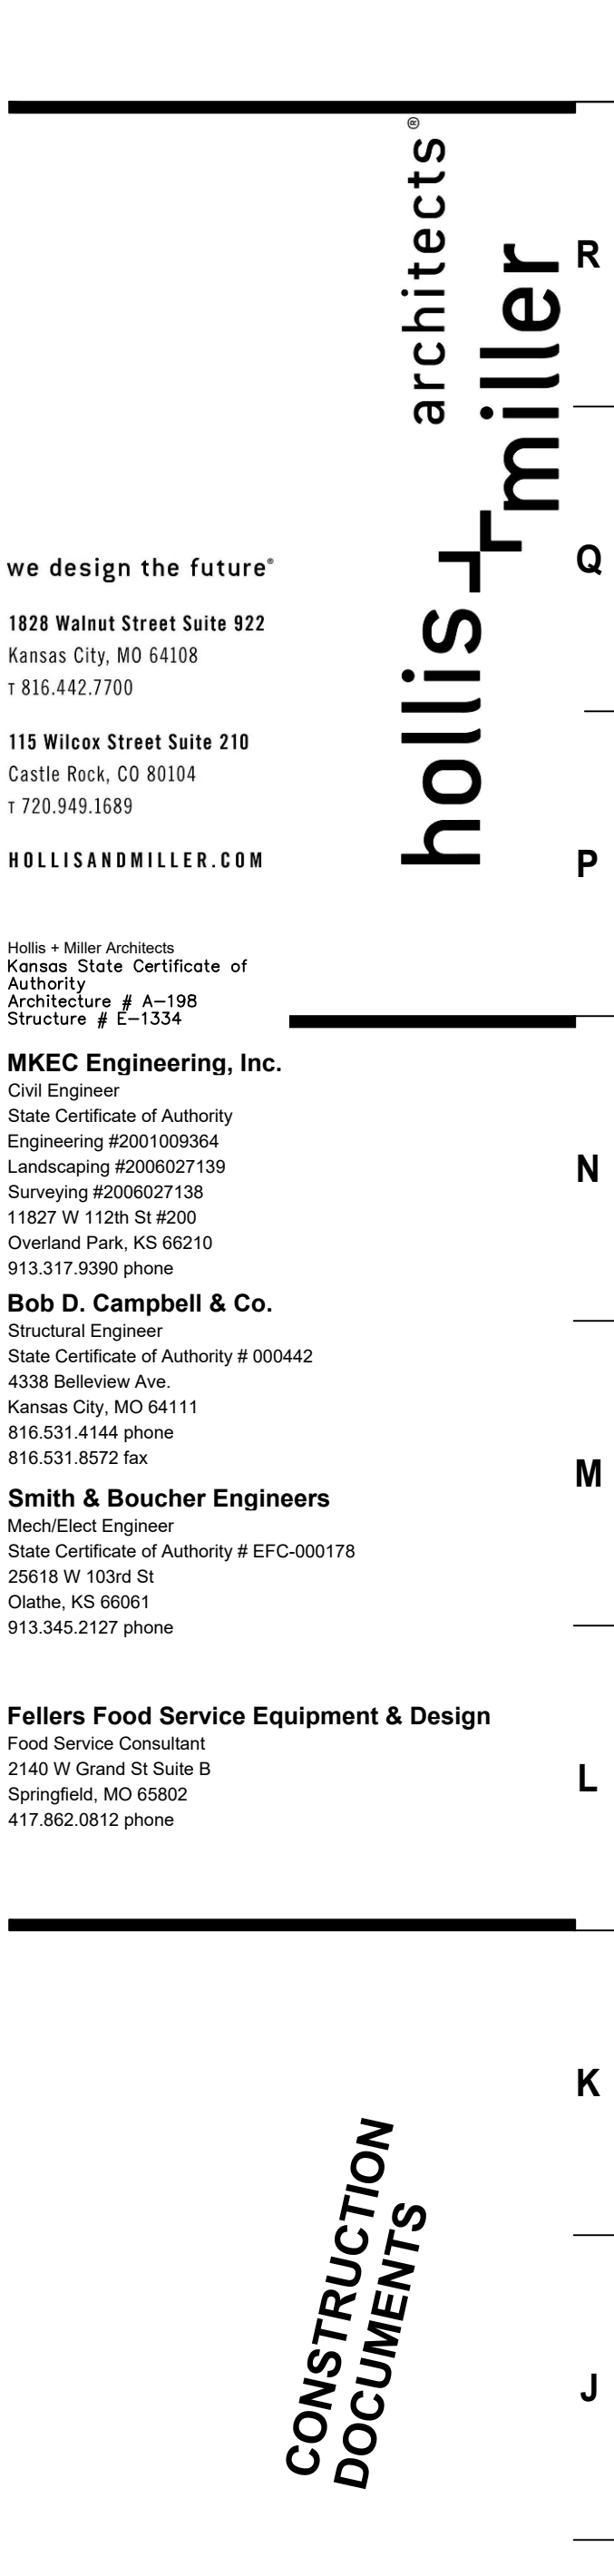 architects®
hollis + miller
we design the future®
1828 Walnut Street Suite 922
Kansas City, MO 64108
T 816.442.7700
115 Wilcox Street Suite 210
Castle Rock, CO 80104
T 720.949.1689
HOLLISANDMILLER.COM
Hollis + Miller Architects
Kansas State Certificate of
Authority
Architecture # A-198
Structure # E-1334
MKEC Engineering, Inc.
Civil Engineer
State Certificate of Authority
Engineering #2001009364
Landscaping #2006027139
Surveying #2006027138
11827 W 112th St #200
Overland Park, KS 66210
913.317.9390 phone
Bob D. Campbell & Co.
Structural Engineer
State Certificate of Authority # 000442
4338 Belleview Ave.
Kansas City, MO 64111
816.531.4144 phone
816.531.8572 fax
Smith & Boucher Engineers
Mech/Elect Engineer
State Certificate of Authority # EFC-000178
25618 W 103rd St
Olathe, KS 66061
913.345.2127 phone
Fellers Food Service Equipment & Design
Food Service Consultant
2140 W Grand St Suite B
Springfield, MO 65802
417.862.0812 phone
CONSTRUCTION
DOCUMENTS
R
Q
P
N
M
L
K
J